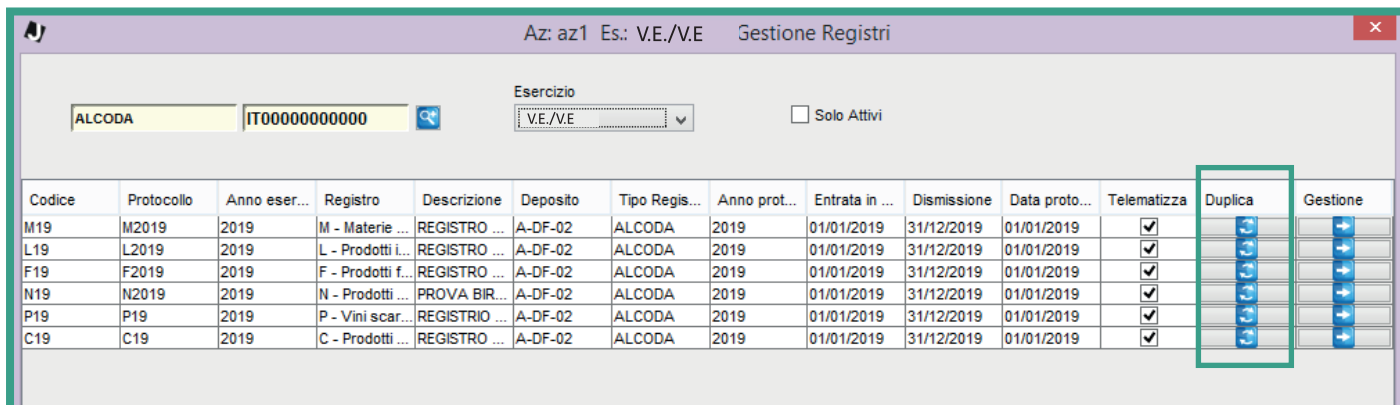 Az: az1 Es.: V.E./V.E Gestione Registri
Esercizio
ALCODA IT00000000000 V.E./V.E Solo Attivi
Codice Protocollo Anno eser... Registro Descrizione Deposito Tipo Regis... Anno prot... Entrata in ... Dismissione Data proto... Telematizza Duplica Gestione
M19 M2019 2019 M - Materie ... REGISTRO ... A-DF-02 ALCODA 2019 01/01/2019 31/12/2019 01/01/2019
L19 L2019 2019 L - Prodotti i... REGISTRO ... A-DF-02 ALCODA 2019 01/01/2019 31/12/2019 01/01/2019
F19 F2019 2019 F - Prodotti f... REGISTRO ... A-DF-02 ALCODA 2019 01/01/2019 31/12/2019 01/01/2019
N19 N2019 2019 N - Prodotti ... PROVA BIR... A-DF-02 ALCODA 2019 01/01/2019 31/12/2019 01/01/2019
P19 P19 2019 P - Vini scar... REGISTRIO ... A-DF-02 ALCODA 2019 01/01/2019 31/12/2019 01/01/2019
C19 C19 2019 C - Prodotti ... REGISTRO ... A-DF-02 ALCODA 2019 01/01/2019 31/12/2019 01/01/2019